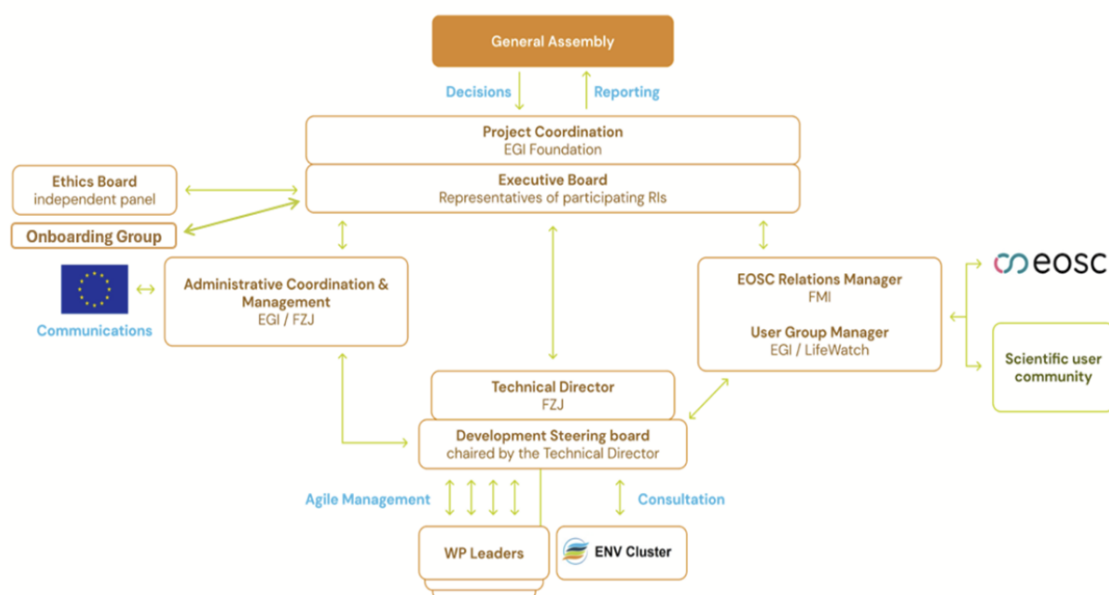 General Assembly
Decisions
Reporting
Project Coordination
EGI Foundation
Executive Board
Representatives of participating RIs
Ethics Board
independent panel
Onboarding Group
Communications
Administrative Coordination &
Management
EGI / FZJ
EOSC Relations Manager
FMI
User Group Manager
EGI / LifeWatch
eosc
Scientific user
community
Technical Director
FZJ
Development Steering board
chaired by the Technical Director
Agile Management
Consultation
WP Leaders
ENV Cluster